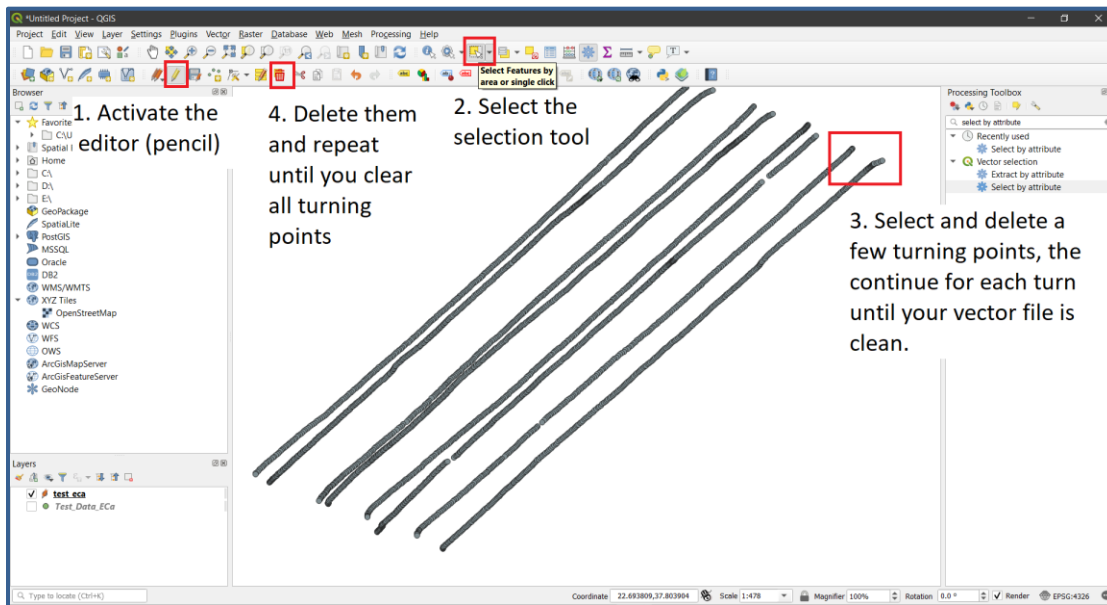 *Untitled Project - QGIS
Project Edit View Layer Settings Plugins Vector Raster Database Web Mesh Processing Help
Select Features by
area or single click
Browser
1. Activate the
editor (pencil)
4. Delete them
and repeat
until you clear
all turning
points
2. Select the
selection tool
3. Select and delete a
few turning points, the
continue for each turn
until your vector file is
clean.
Favorite
C:\U
Spatial
Home
C:\
D:\
E:\
GeoPackage
SpatiaLite
PostGIS
MSSQL
Oracle
DB2
WMS/WMTS
XYZ Tiles
OpenStreetMap
WCS
WFS
OWS
ArcGisMapServer
ArcGisFeatureServer
GeoNode
Processing Toolbox
select by attribute
Recently used
Select by attribute
Vector selection
Extract by attribute
Select by attribute
Layers
test_eca
Test_Data_ECa
Type to locate (Ctrl+K)
Coordinate 22.693809,37.803904 Scale 1:478 Magnifier 100% Rotation 0.0 ° Render EPSG:4326